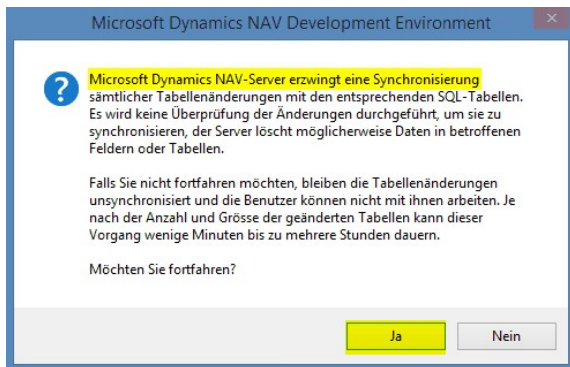 Microsoft Dynamics NAV Development Environment
Microsoft Dynamics NAV-Server erzwingt eine Synchronisierung
sämtlicher Tabellenänderungen mit den entsprechenden SQL-Tabellen.
Es wird keine Überprüfung der Änderungen durchgeführt, um sie zu
synchronisieren, der Server löscht möglicherweise Daten in betroffenen
Feldern oder Tabellen.
Falls Sie nicht fortfahren möchten, bleiben die Tabellenänderungen
unsynchronisiert und die Benutzer können nicht mit ihnen arbeiten. Je
nach der Anzahl und Grösse der geänderten Tabellen kann dieser
Vorgang wenige Minuten bis zu mehrere Stunden dauern.
Möchten Sie fortfahren?
Ja
Nein